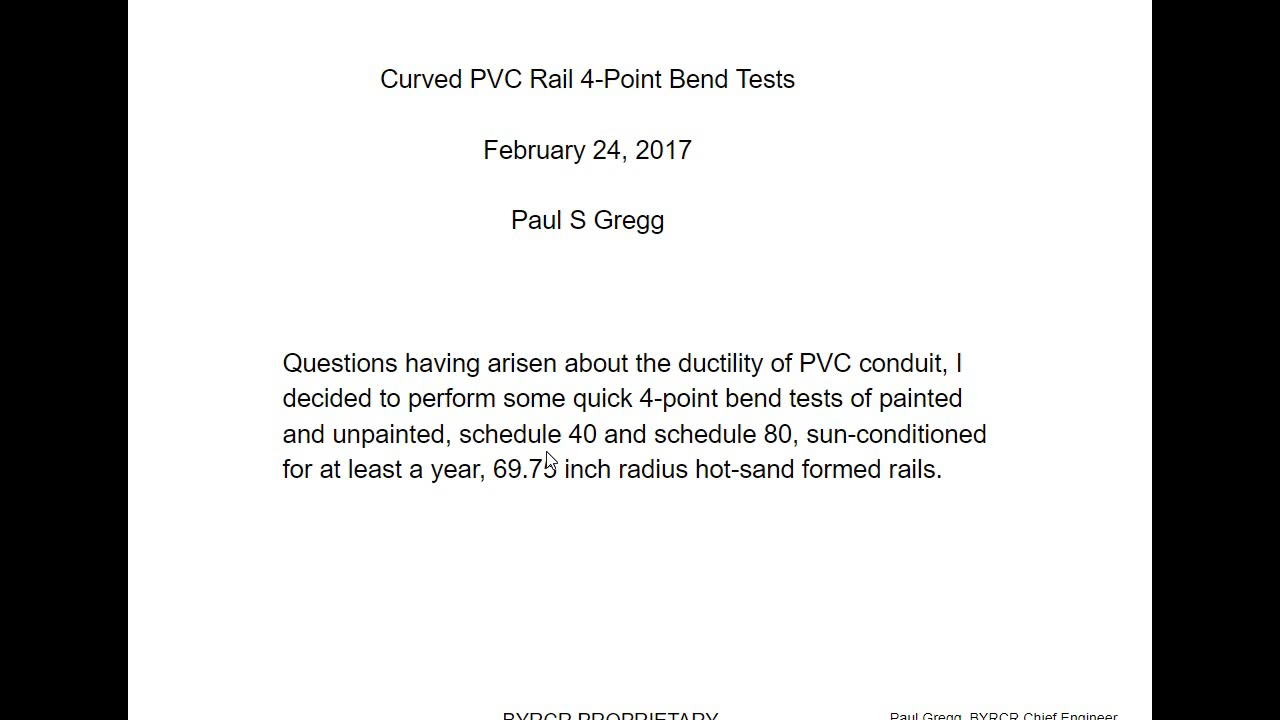 Curved PVC Rail 4-Point Bend Tests
February 24, 2017
Paul S Gregg
Questions having arisen about the ductility of PVC conduit, I
decided to perform some quick 4-point bend tests of painted
and unpainted, schedule 40 and schedule 80, sun-conditioned
for at least a year, 69.75 inch radius hot-sand formed rails.
BYRCR PROPRIETARY
Paul Gregg, BYRCR Chief Engineer